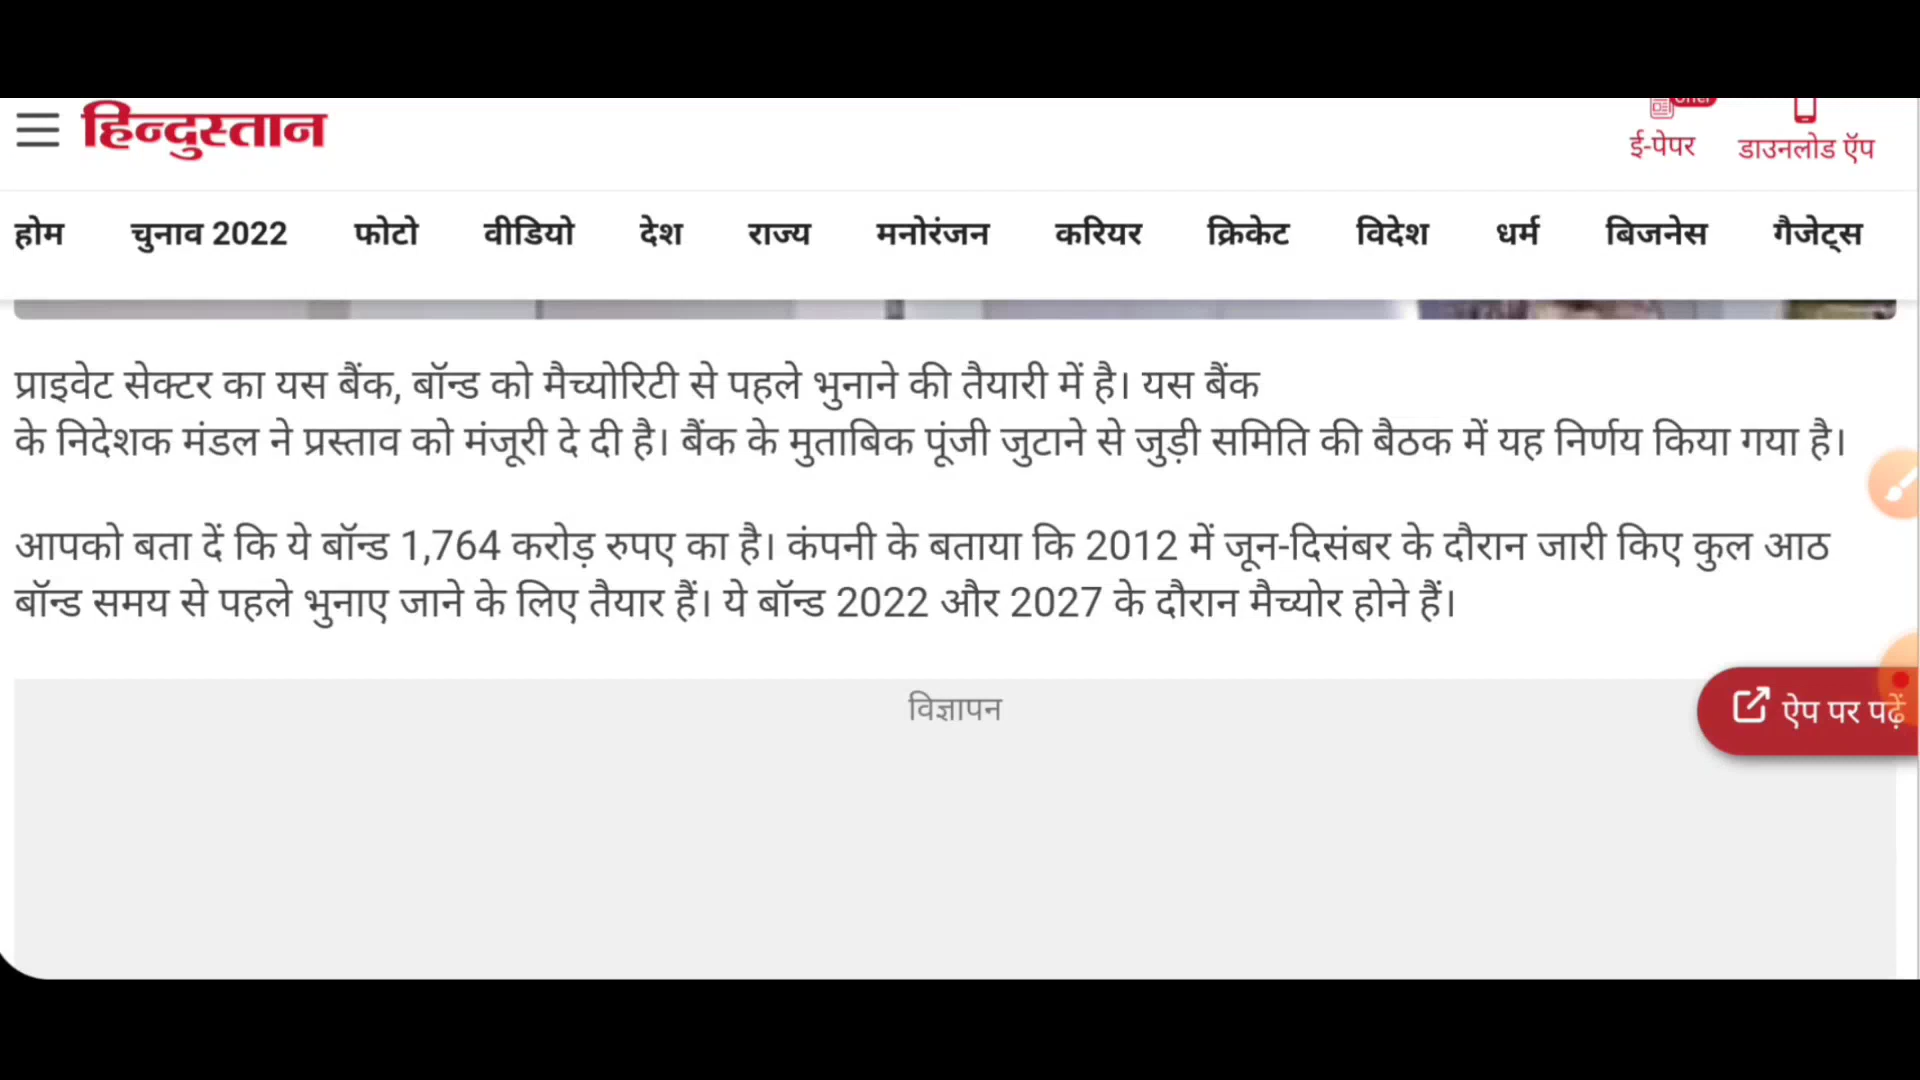 हिन्दुस्तान
ई-पेपर
डाउनलोड ऍप
होम चुनाव 2022 फोटो वीडियो देश राज्य मनोरंजन करियर क्रिकेट विदेश धर्म बिजनेस गैजेट्स
प्राइवेट सेक्टर का यस बैंक, बॉन्ड को मैच्योरिटी से पहले भुनाने की तैयारी में है। यस बैंक
के निदेशक मंडल ने प्रस्ताव को मंजूरी दे दी है। बैंक के मुताबिक पूंजी जुटाने से जुड़ी समिति की बैठक में यह निर्णय किया गया है।
आपको बता दें कि ये बॉन्ड 1,764 करोड़ रुपए का है। कंपनी के बताया कि 2012 में जून-दिसंबर के दौरान जारी किए कुल आठ
बॉन्ड समय से पहले भुनाए जाने के लिए तैयार हैं। ये बॉन्ड 2022 और 2027 के दौरान मैच्योर होने हैं।
विज्ञापन
ऐप पर पढ़ें